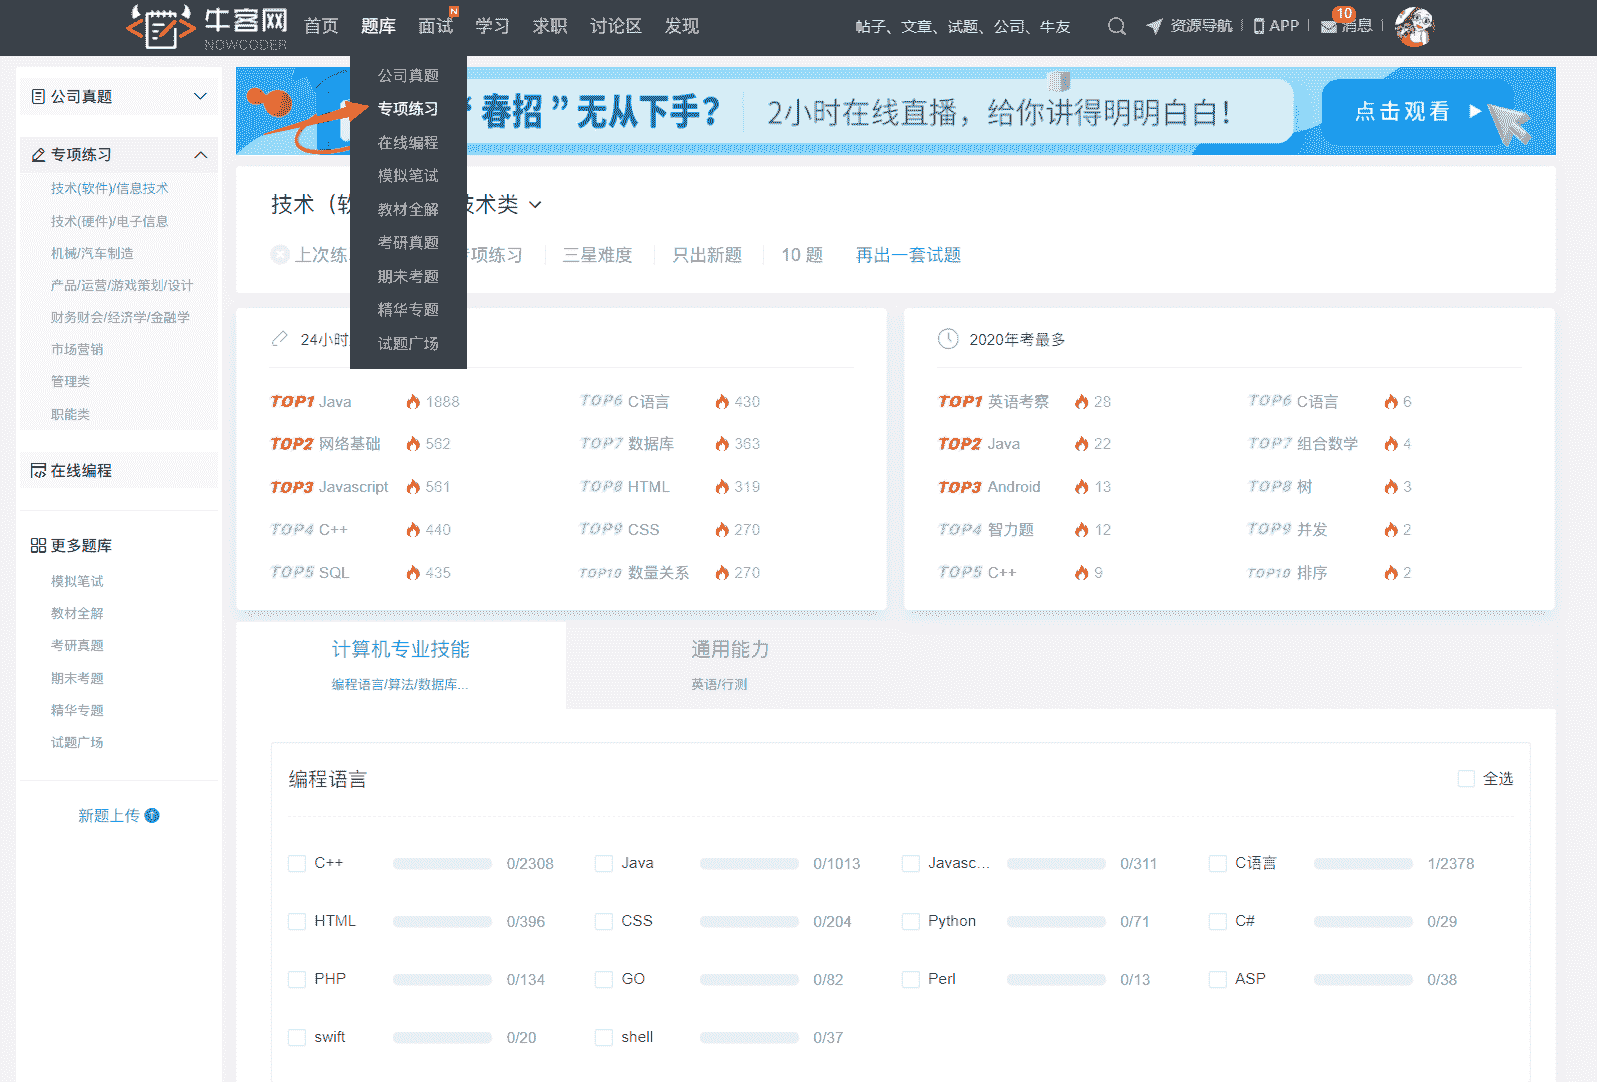 牛客网 首页 题库 面试 N 学习 求职 讨论区 发现 帖子、文章、试题、公司、牛友 资源导航 APP 消息 10
NOWCODER
公司真题
专项练习
在线编程
模拟笔试
教材全解
考研真题
期末考题
精华专题
试题广场
公司真题
专项练习
技术(软件)/信息技术
技术(硬件)/电子信息
机械/汽车制造
产品/运营/游戏策划/设计
财务财会/经济学/金融学
市场营销
管理类
职能类
在线编程
更多题库
模拟笔试
教材全解
考研真题
期末考题
精华专题
试题广场
新题上传
“春招”无从下手? 2小时在线直播，给你讲得明明白白! 点击观看
技术（软 技术类
上次练 项练习 三星难度 只出新题 10 题 再出一套试题
24小时
TOP1 Java 1888 TOP6 C语言 430
TOP2 网络基础 562 TOP7 数据库 363
TOP3 Javascript 561 TOP8 HTML 319
TOP4 C++ 440 TOP9 CSS 270
TOP5 SQL 435 TOP10 数量关系 270
2020年考最多
TOP1 英语考察 28 TOP6 C语言 6
TOP2 Java 22 TOP7 组合数学 4
TOP3 Android 13 TOP8 树 3
TOP4 智力题 12 TOP9 并发 2
TOP5 C++ 9 TOP10 排序 2
计算机专业技能 通用能力
编程语言/算法/数据库... 英语/行测
编程语言 全选
C++ 0/2308 Java 0/1013 Javasc... 0/311 C语言 1/2378
HTML 0/396 CSS 0/204 Python 0/71 C# 0/29
PHP 0/134 GO 0/82 Perl 0/13 ASP 0/38
swift 0/20 shell 0/37